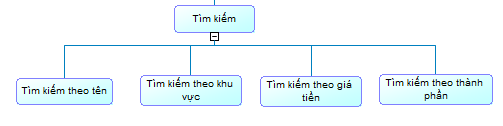 Tìm kiếm
Tìm kiếm theo tên
Tìm kiếm theo khu
vực
Tìm kiếm theo giá
tiền
Tìm kiếm theo thành
phần